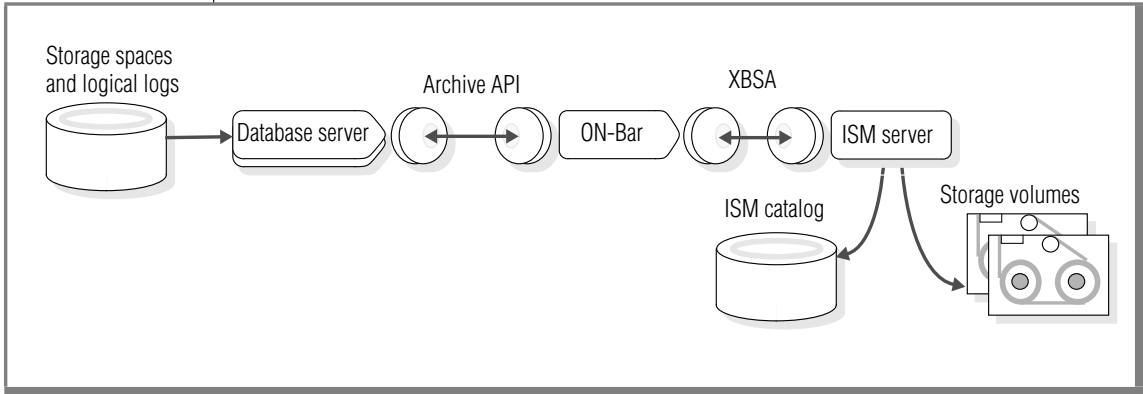 Storage spaces
and logical logs
Archive API
XBSA
Database server
ON-Bar
ISM server
ISM catalog
Storage volumes